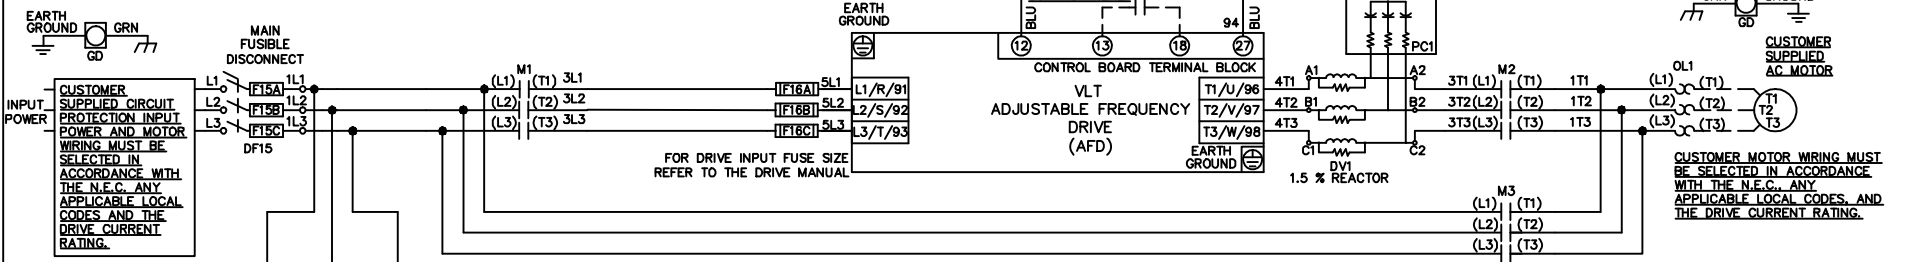 EARTH
GROUND
GRN
GD
MAIN
FUSIBLE
DISCONNECT
INPUT
POWER
CUSTOMER
SUPPLIED CIRCUIT
PROTECTION INPUT
POWER AND MOTOR
WIRING MUST BE
SELECTED IN
ACCORDANCE WITH
THE N.E.C. ANY
APPLICABLE LOCAL
CODES AND THE
DRIVE CURRENT
RATING.
L1
F15A
1L1
L2
F15B
1L2
L3
F15C
1L3
DF15
M1
(L1) (T1) 3L1
(L2) (T2) 3L2
(L3) (T3) 3L3
F16A 5L1
F16B 5L2
F16C 5L3
FOR DRIVE INPUT FUSE SIZE
REFER TO THE DRIVE MANUAL
EARTH
GROUND
BLU
94
BLU
12
13
18
27
CONTROL BOARD TERMINAL BLOCK
L1/R/91
L2/S/92
L3/T/93
VLT
ADJUSTABLE FREQUENCY
DRIVE
(AFD)
T1/U/96
T2/V/97
T3/W/98
EARTH
GROUND
4T1
4T2
4T3
A1
B1
C1
A2
B2
C2
PC1
DV1
1.5 % REACTOR
M2
3T1 (L1) (T1) 1T1
3T2 (L2) (T2) 1T2
3T3 (L3) (T3) 1T3
M3
(L1) (T1)
(L2) (T2)
(L3) (T3)
GD
CUSTOMER
SUPPLIED
AC MOTOR
OL1
(L1) (T1)
(L2) (T2)
(L3) (T3)
T1
T2
T3
CUSTOMER MOTOR WIRING MUST
BE SELECTED IN ACCORDANCE
WITH THE N.E.C., ANY
APPLICABLE LOCAL CODES, AND
THE DRIVE CURRENT RATING.